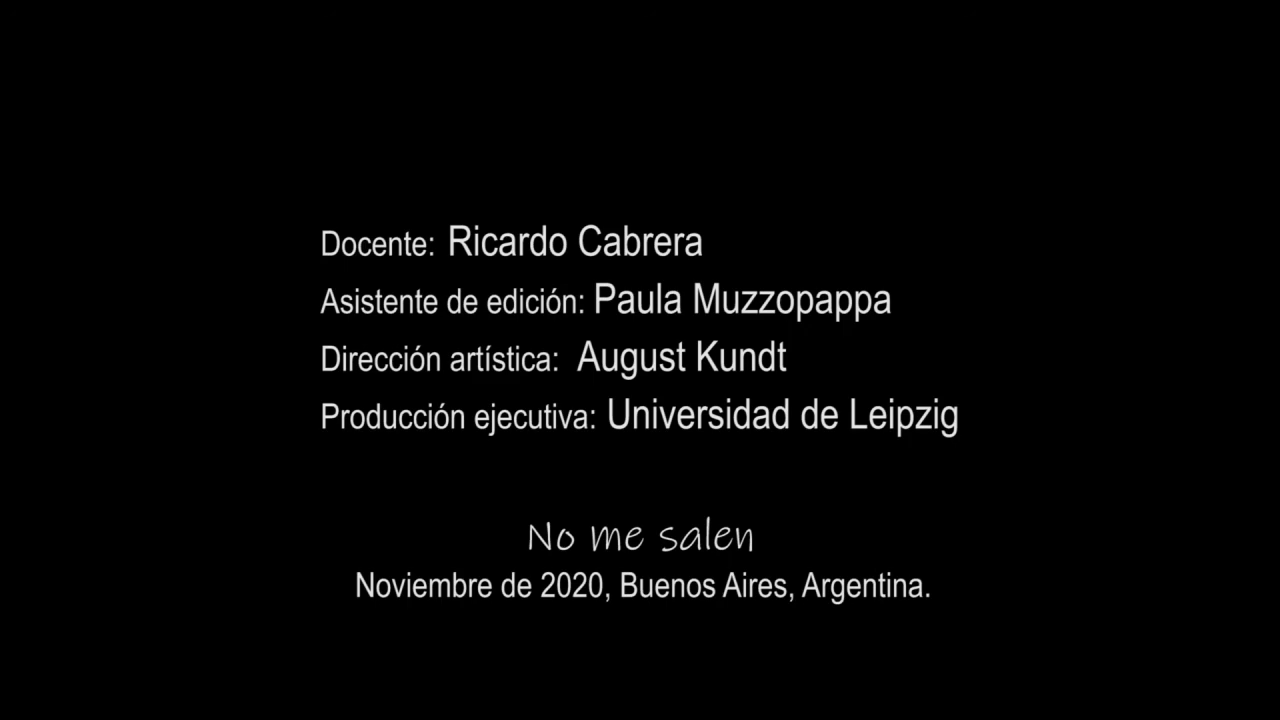 Docente: Ricardo Cabrera
Asistente de edición: Paula Muzzopappa
Dirección artística: August Kundt
Producción ejecutiva: Universidad de Leipzig
No me salen
Noviembre de 2020, Buenos Aires, Argentina.